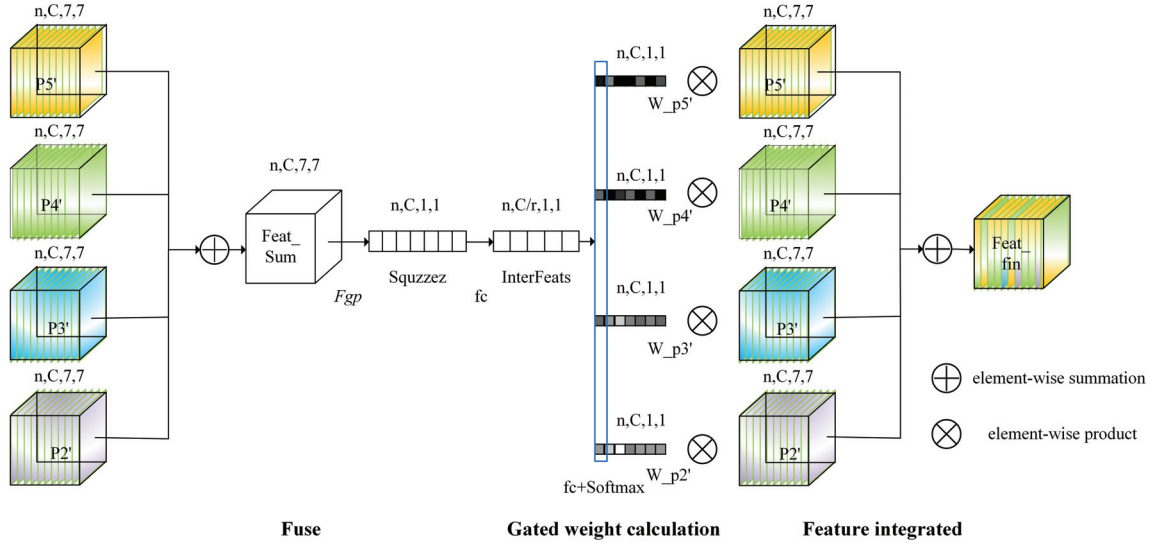 n,C,7,7
P5'
n,C,7,7
P4'
n,C,7,7
P3'
n,C,7,7
P2'
n,C,7,7
Feat_
Sum
Fgp
n,C,1,1
Squzzez
fc
n,C/r,1,1
InterFeats
n,C,1,1
W_p5'
n,C,1,1
W_p4'
n,C,1,1
W_p3'
n,C,1,1
W_p2'
fc+Softmax
n,C,7,7
P5'
n,C,7,7
P4'
n,C,7,7
P3'
n,C,7,7
P2'
Feat_
fin
element-wise summation
element-wise product
Fuse
Gated weight calculation
Feature integrated